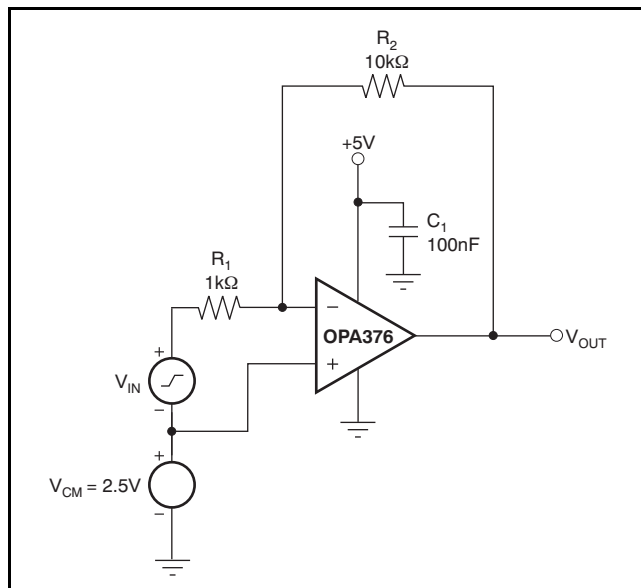 R2
10kΩ
+5V
C1
100nF
R1
1kΩ
−
OPA376
+
VOUT
+
VIN
−
+
VCM = 2.5V
−